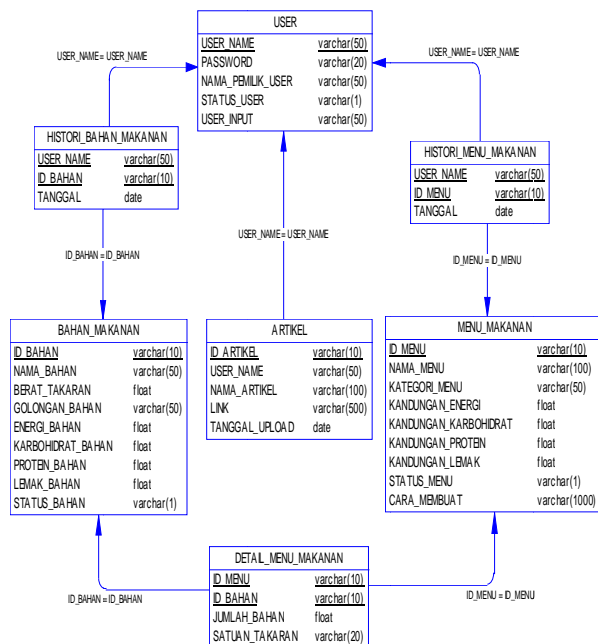 USER
USER_NAME varchar(50)
PASSWORD varchar(20)
NAMA_PEMILIK_USER varchar(50)
STATUS_USER varchar(1)
USER_INPUT varchar(50)
USER_NAME = USER_NAME
USER_NAME = USER_NAME
HISTORI_BAHAN_MAKANAN
USER_NAME varchar(50)
ID_BAHAN varchar(10)
TANGGAL date
HISTORI_MENU_MAKANAN
USER_NAME varchar(50)
ID_MENU varchar(10)
TANGGAL date
USER_NAME = USER_NAME
ID_BAHAN = ID_BAHAN
ID_MENU = ID_MENU
BAHAN_MAKANAN
ID_BAHAN varchar(10)
NAMA_BAHAN varchar(50)
BERAT_TAKARAN float
GOLONGAN_BAHAN varchar(50)
ENERGI_BAHAN float
KARBOHIDRAT_BAHAN float
PROTEIN_BAHAN float
LEMAK_BAHAN float
STATUS_BAHAN varchar(1)
ARTIKEL
ID_ARTIKEL varchar(10)
USER_NAME varchar(50)
NAMA_ARTIKEL varchar(100)
LINK varchar(500)
TANGGAL_UPLOAD date
MENU_MAKANAN
ID_MENU varchar(10)
NAMA_MENU varchar(100)
KATEGORI_MENU varchar(50)
KANDUNGAN_ENERGI float
KANDUNGAN_KARBOHIDRAT float
KANDUNGAN_PROTEIN float
KANDUNGAN_LEMAK float
STATUS_MENU varchar(1)
CARA_MEMBUAT varchar(1000)
DETAIL_MENU_MAKANAN
ID_MENU varchar(10)
ID_BAHAN varchar(10)
JUMLAH_BAHAN float
SATUAN_TAKARAN varchar(20)
ID_BAHAN = ID_BAHAN
ID_MENU = ID_MENU